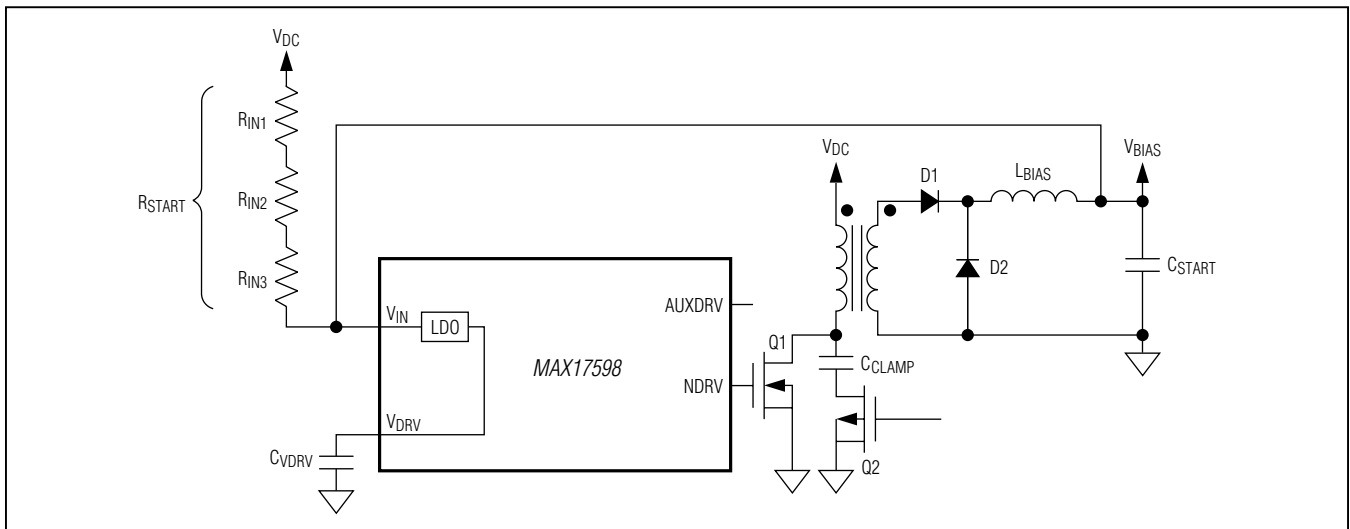 VDC
RIN1
RSTART
RIN2
RIN3
VIN
LDO
MAX17598
AUXDRV
NDRV
VDRV
CVDRV
VDC
D1
LBIAS
VBIAS
D2
CSTART
Q1
CCLAMP
Q2